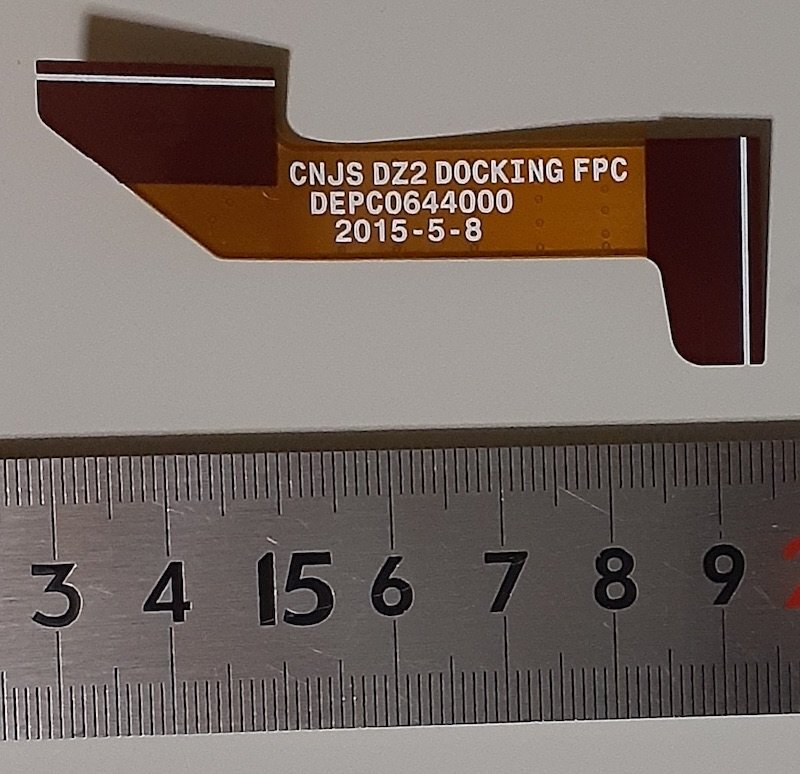 CNJS DZ2 DOCKING FPC
DEPC0644000
2015-5-8
3 4 15 6 7 8 9